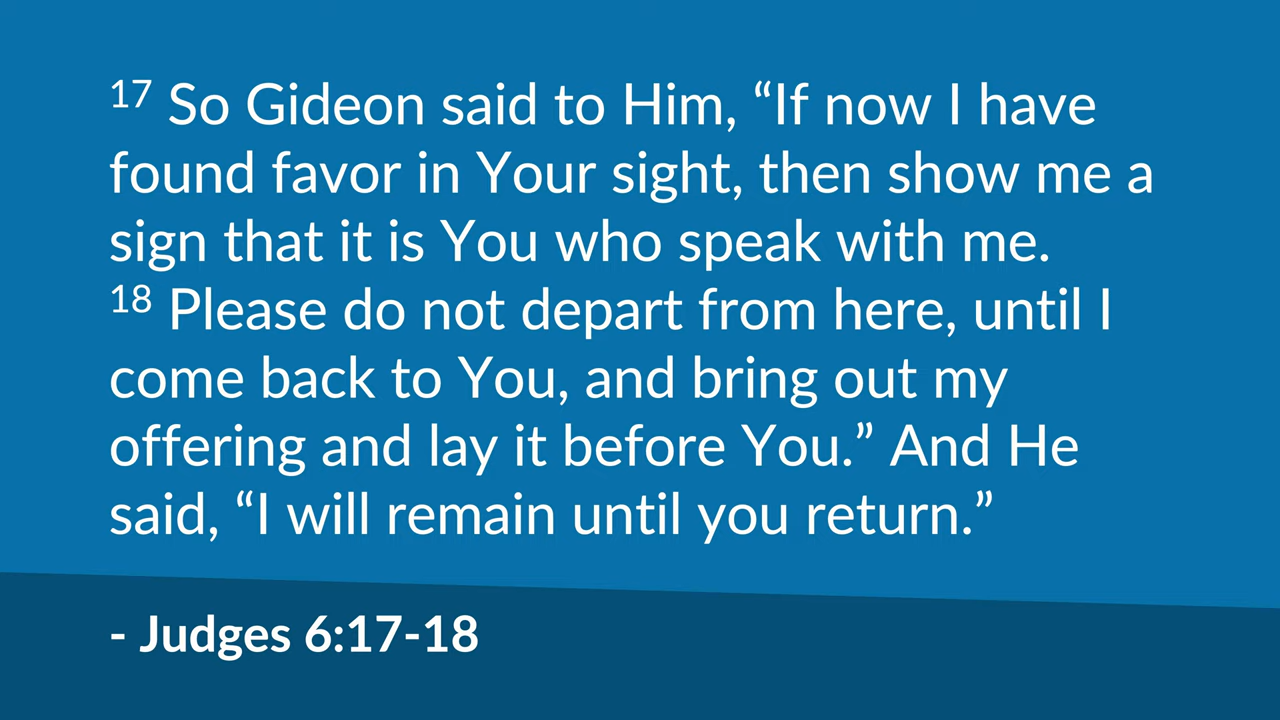 17 So Gideon said to Him, “If now I have
found favor in Your sight, then show me a
sign that it is You who speak with me.
18 Please do not depart from here, until I
come back to You, and bring out my
offering and lay it before You.” And He
said, “I will remain until you return.”
- Judges 6:17-18